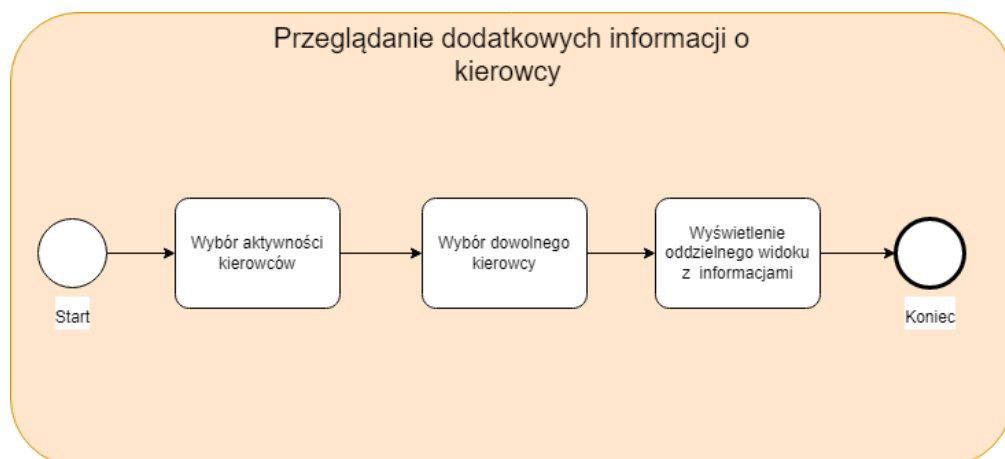 Przeglądanie dodatkowych informacji o
kierowcy
Wybór aktywności
kierowców
Wybór dowolnego
kierowcy
Wyświetlenie
oddzielnego widoku
z informacjami
Start
Koniec